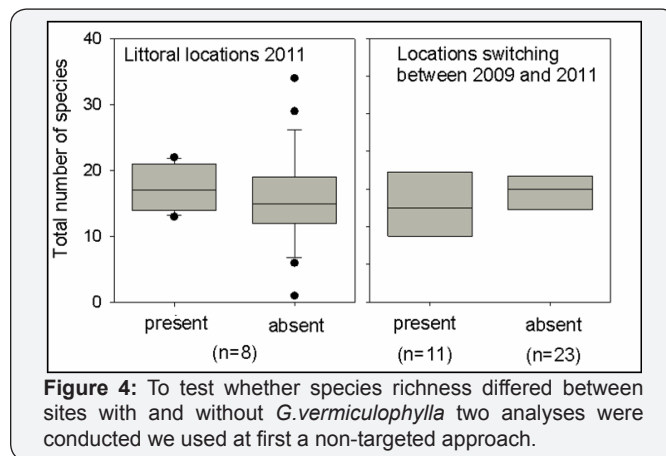 40
30
20
10
0
Total number of species
Littoral locations 2011
Locations switching
between 2009 and 2011
present
absent
present
absent
(n=8)
(n=11)
(n=23)
Figure 4: To test whether species richness differed between
sites with and without G.vermiculophylla two analyses were
conducted we used at first a non-targeted approach.